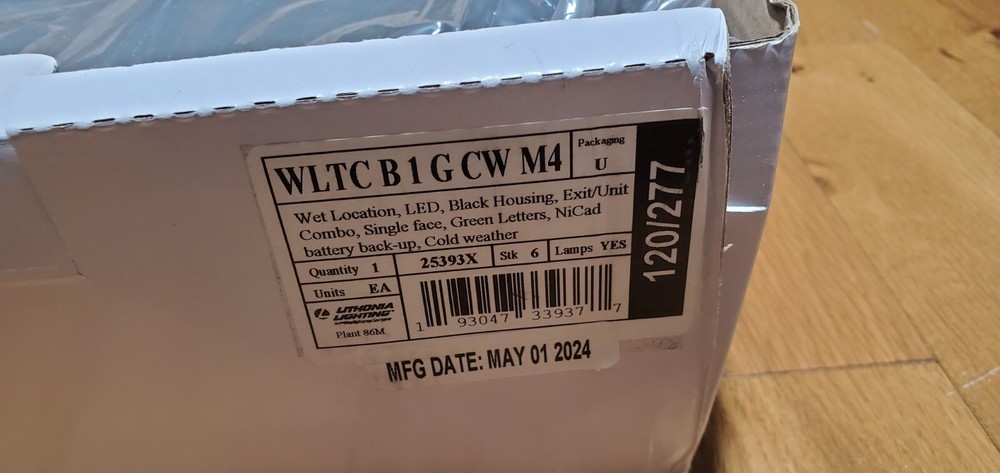 WLTC B 1 G CW M4
Packaging
U
120/277
Wet Location, LED, Black Housing, Exit/Unit
Combo, Single face, Green Letters, NiCad
battery back-up, Cold weather
Quantity 1
25393X
Stk 6
Lamps YES
Units EA
LITHONIA
LIGHTING
Plant 86M
1 93047 33937 7
MFG DATE: MAY 01 2024